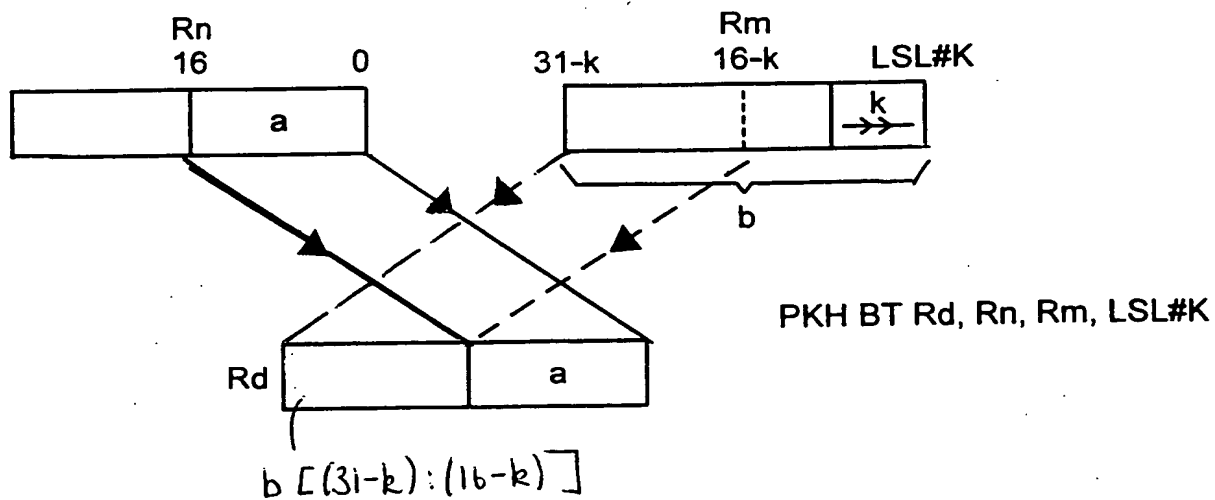 Rn
16 0
a
Rm
31-k 16-k LSL#K
k
b
PKH BT Rd, Rn, Rm, LSL#K
Rd
a
b [(31-k):(16-k)]